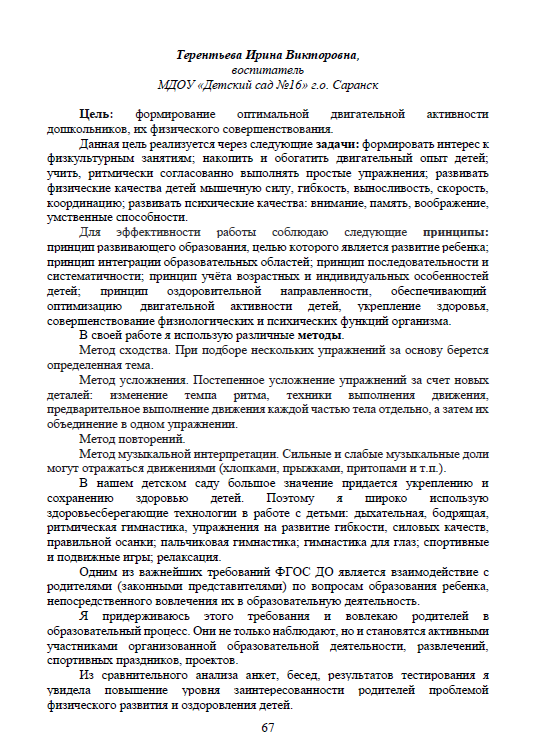 Терентьева Ирина Викторовна,
воспитатель
МДОУ «Детский сад №16» г.о. Саранск
Цель: формирование оптимальной двигательной активности
дошкольников, их физического совершенствования.
Данная цель реализуется через следующие задачи: формировать интерес к
физкультурным занятиям; накопить и обогатить двигательный опыт детей;
учить, ритмически согласованно выполнять простые упражнения; развивать
физические качества детей мышечную силу, гибкость, выносливость, скорость,
координацию; развивать психические качества: внимание, память, воображение,
умственные способности.
Для эффективности работы соблюдаю следующие принципы:
принцип развивающего образования, целью которого является развитие ребенка;
принцип интеграции образовательных областей; принцип последовательности и
систематичности; принцип учёта возрастных и индивидуальных особенностей
детей; принцип оздоровительной направленности, обеспечивающий
оптимизацию двигательной активности детей, укрепление здоровья,
совершенствование физиологических и психических функций организма.
В своей работе я использую различные методы.
Метод сходства. При подборе нескольких упражнений за основу берется
определенная тема.
Метод усложнения. Постепенное усложнение упражнений за счет новых
деталей: изменение темпа ритма, техники выполнения движения,
предварительное выполнение движения каждой частью тела отдельно, а затем их
объединение в одном упражнении.
Метод повторений.
Метод музыкальной интерпретации. Сильные и слабые музыкальные доли
могут отражаться движениями (хлопками, прыжками, притопами и т.п.).
В нашем детском саду большое значение придается укреплению и
сохранению здоровью детей. Поэтому я широко использую
здоровьесберегающие технологии в работе с детьми: дыхательная, бодрящая,
ритмическая гимнастика, упражнения на развитие гибкости, силовых качеств,
правильной осанки; пальчиковая гимнастика; гимнастика для глаз; спортивные
и подвижные игры; релаксация.
Одним из важнейших требований ФГОС ДО является взаимодействие с
родителями (законными представителями) по вопросам образования ребенка,
непосредственного вовлечения их в образовательную деятельность.
Я придерживаюсь этого требования и вовлекаю родителей в
образовательный процесс. Они не только наблюдают, но и становятся активными
участниками организованной образовательной деятельности, развлечений,
спортивных праздников, проектов.
Из сравнительного анализа анкет, бесед, результатов тестирования я
увидела повышение уровня заинтересованности родителей проблемой
физического развития и оздоровления детей.
67